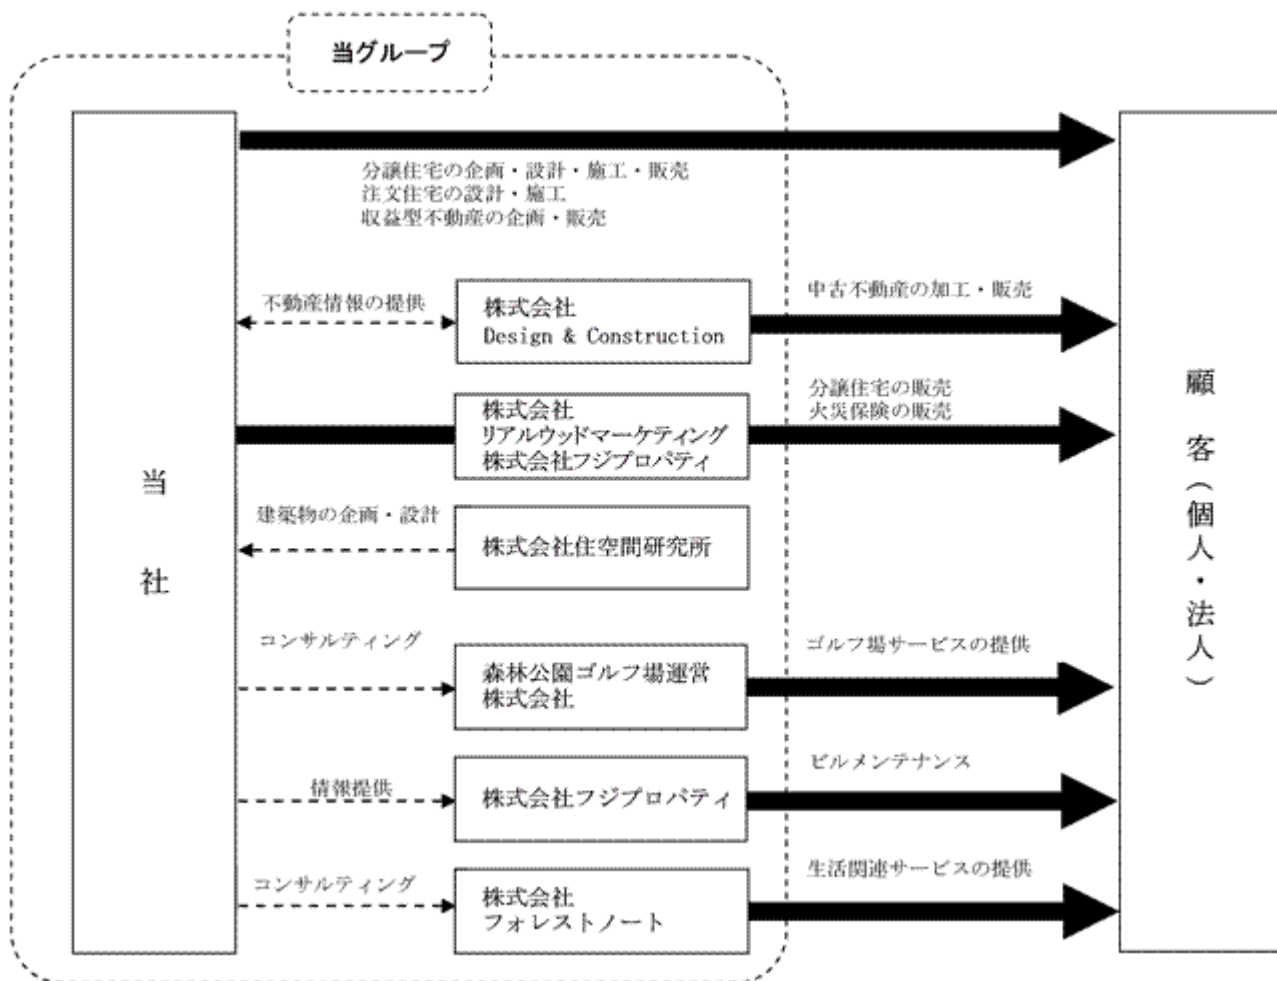 当グループ
当社
分譲住宅の企画・設計・施工・販売
注文住宅の設計・施工
収益型不動産の企画・販売
不動産情報の提供
株式会社
Design & Construction
中古不動産の加工・販売
株式会社
リアルウッドマーケティング
株式会社フジプロパティ
分譲住宅の販売
火災保険の販売
建築物の企画・設計
株式会社住空間研究所
コンサルティング
森林公園ゴルフ場運営
株式会社
ゴルフ場サービスの提供
情報提供
株式会社フジプロパティ
ビルメンテナンス
コンサルティング
株式会社
フォレストノート
生活関連サービスの提供
顧客(個人・法人)